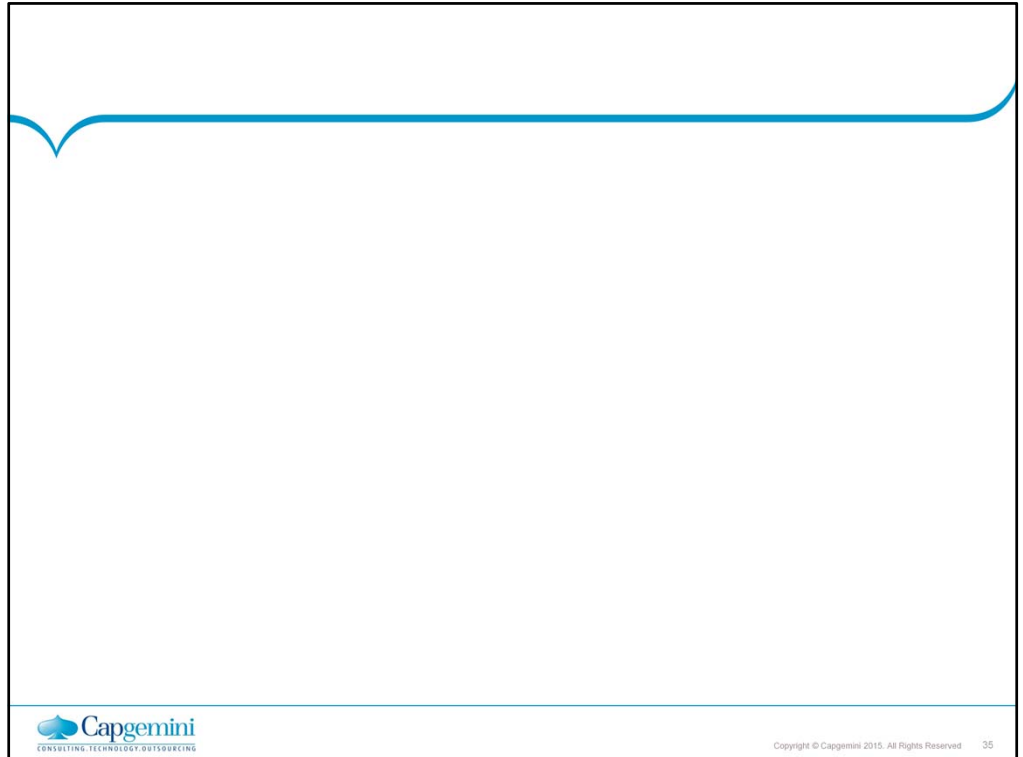 Capgemini
CONSULTING.TECHNOLOGY.OUTSOURCING
Copyright © Capgemini 2015. All Rights Reserved 35